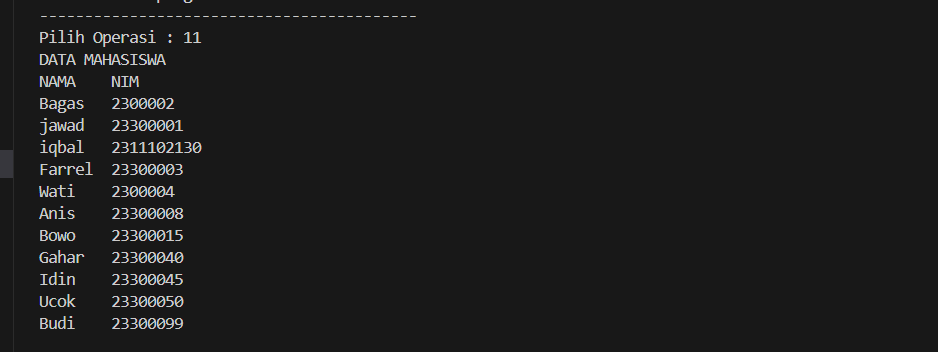 ------------------------------------------
Pilih Operasi : 11
DATA MAHASISWA
NAMA NIM
Bagas 2300002
jawad 23300001
iqbal 2311102130
Farrel 23300003
Wati 2300004
Anis 23300008
Bowo 23300015
Gahar 23300040
Idin 23300045
Ucok 23300050
Budi 23300099